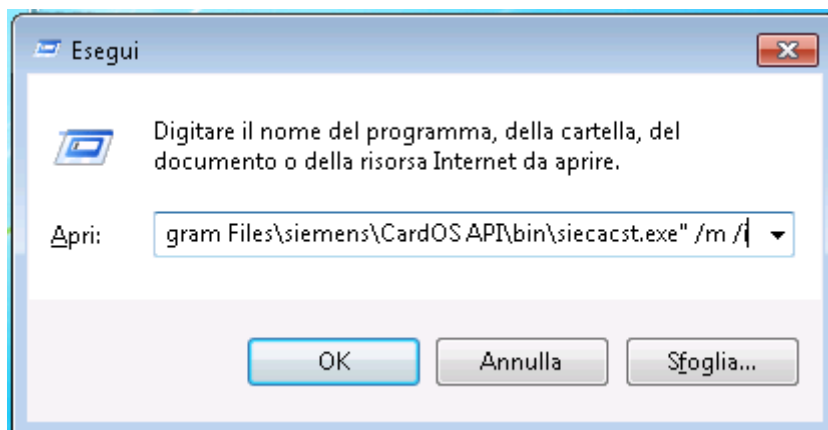 Esegui
Digitare il nome del programma, della cartella, del
documento o della risorsa Internet da aprire.
Apri: gram Files\siemens\CardOS API\bin\siecacst.exe" /m /i
OK Annulla Sfoglia...